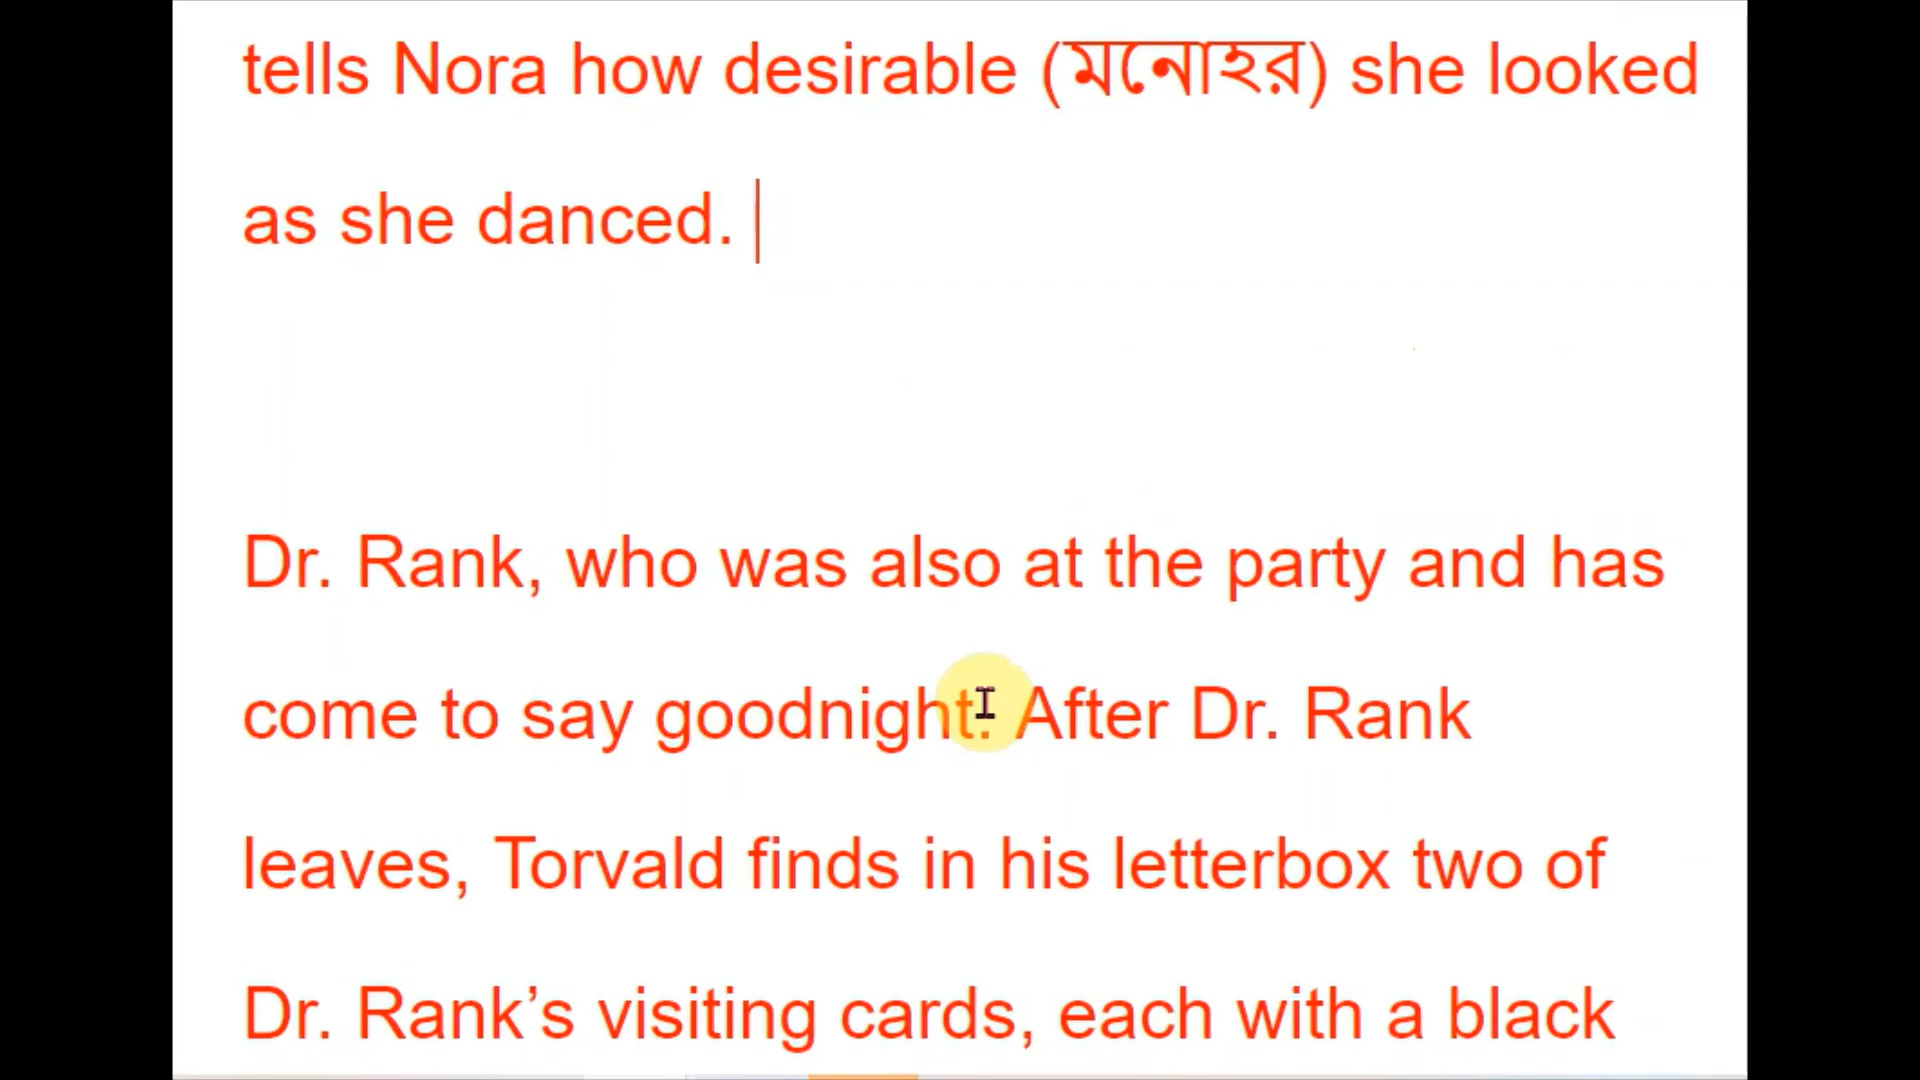 tells Nora how desirable (মনোহর) she looked
as she danced.
Dr. Rank, who was also at the party and has
come to say goodnight. After Dr. Rank
leaves, Torvald finds in his letterbox two of
Dr. Rank’s visiting cards, each with a black